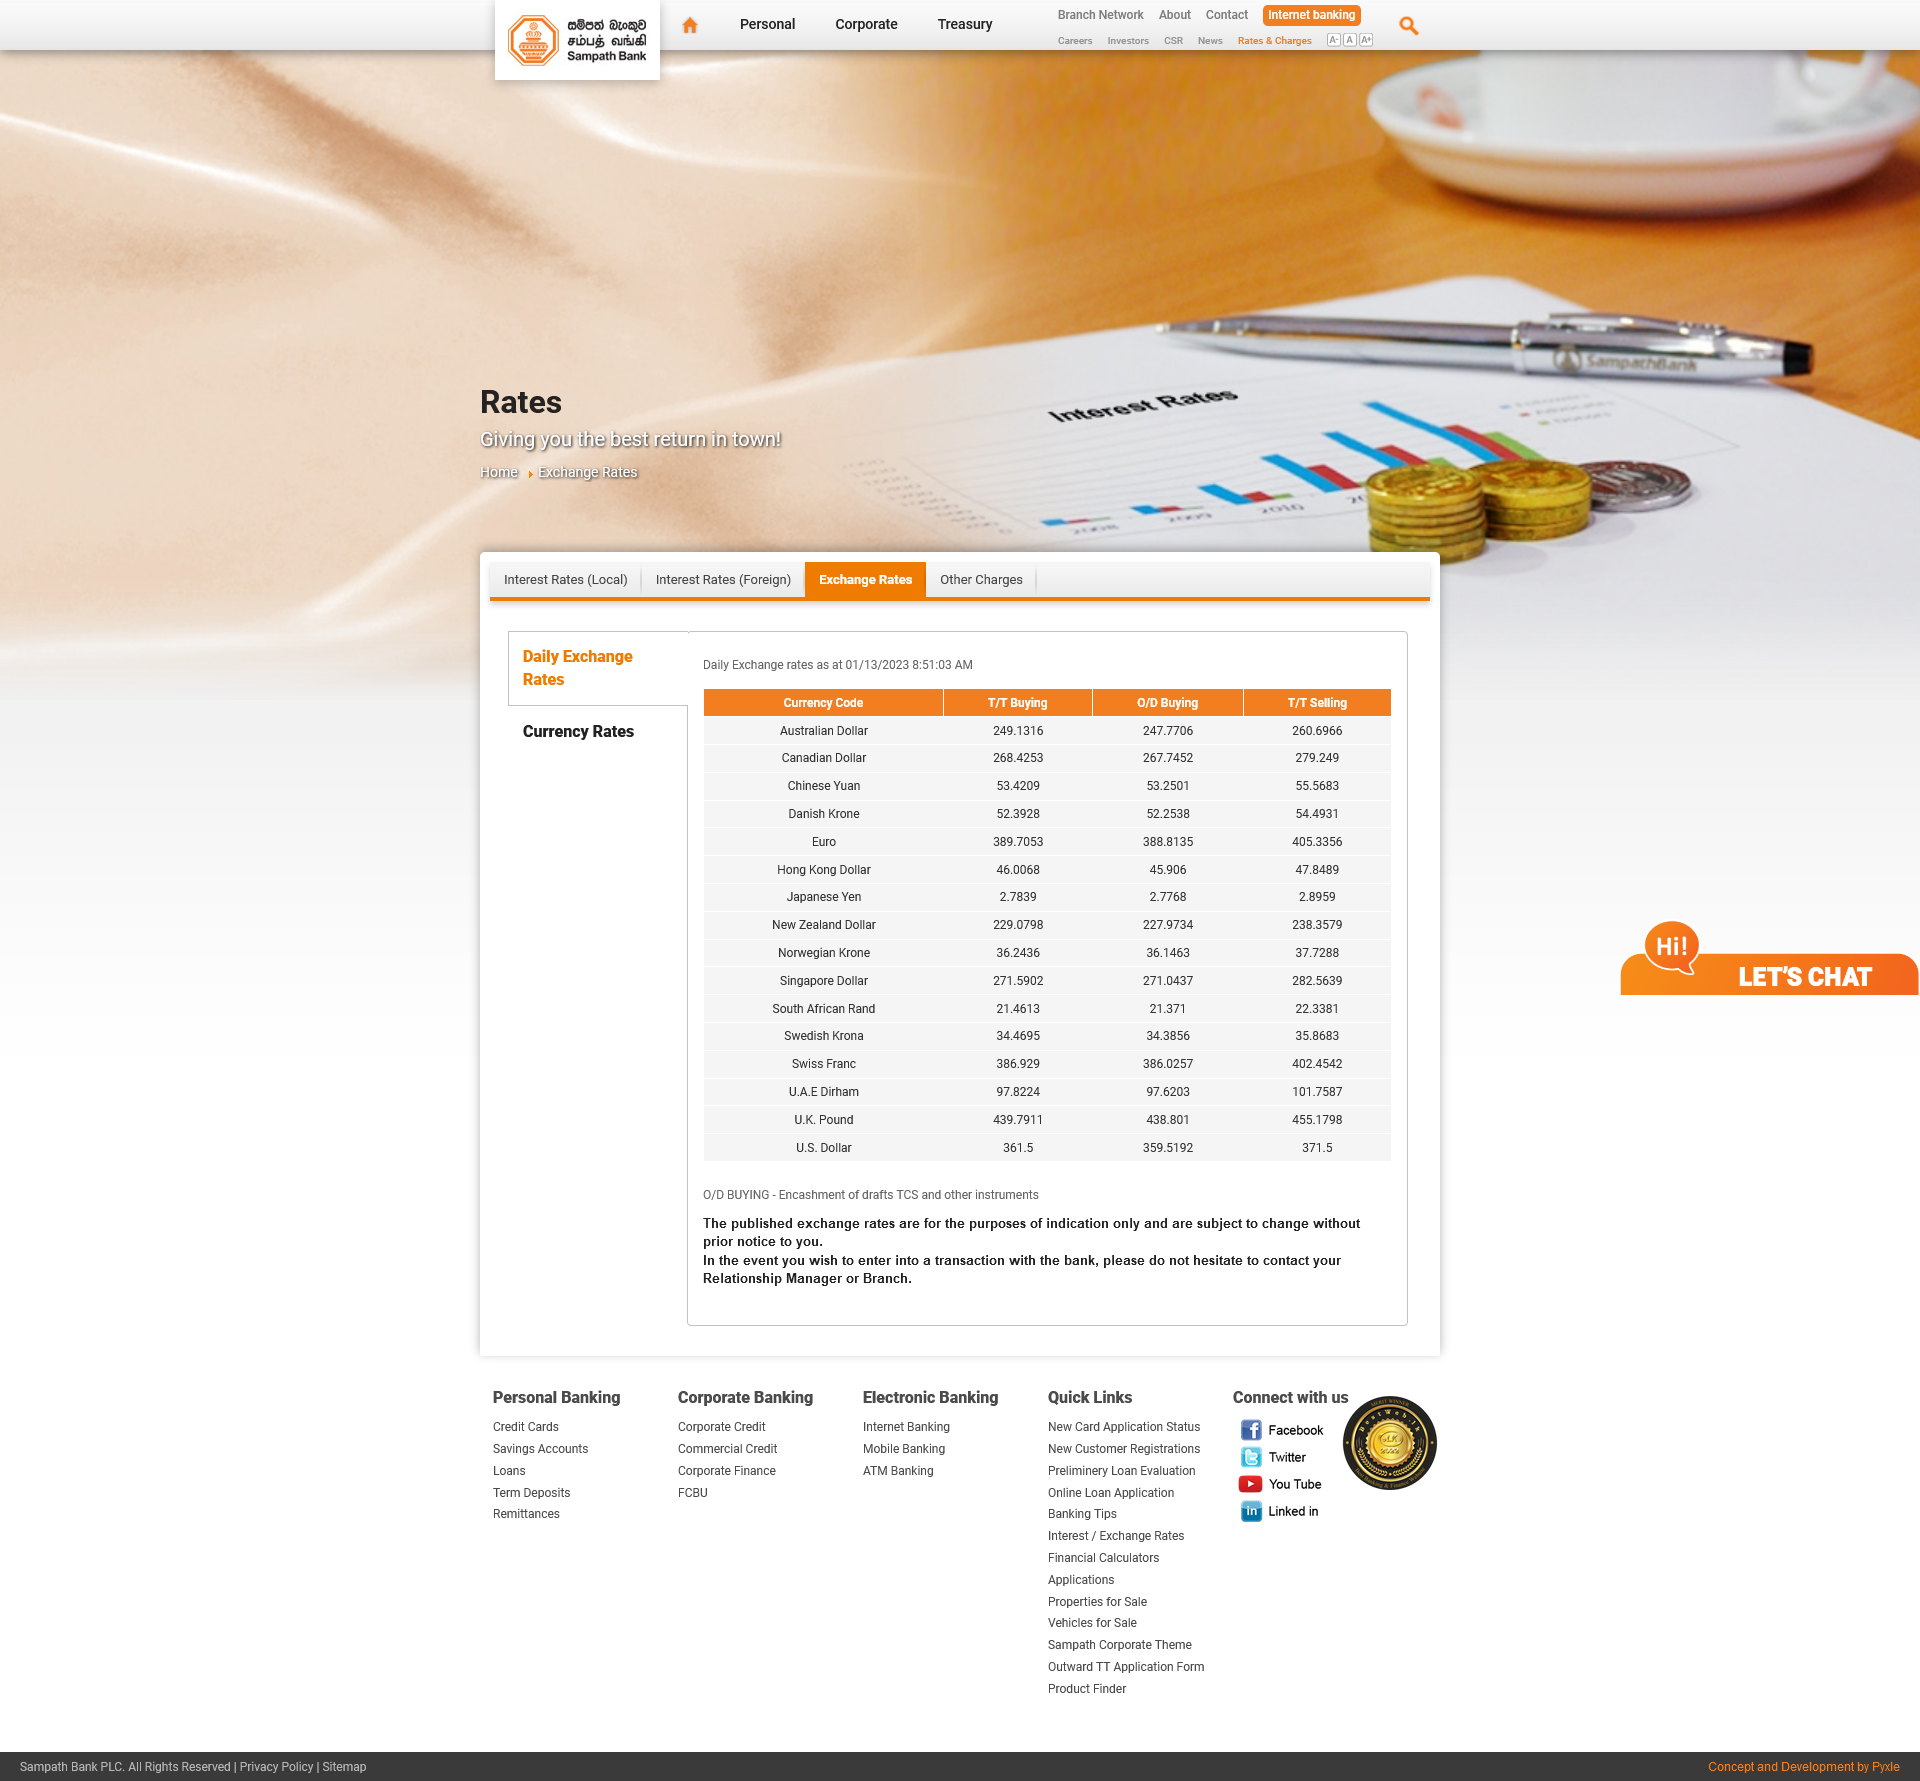 සම්පත් බැංකුව
சம்பத் வங்கி
Sampath Bank
Personal Corporate Treasury
Branch Network About Contact Internet banking
Careers Investors CSR News Rates & Charges A- A A+
SampathBank
Interest Rates
2008 2009 2010
Rates
Giving you the best return in town!
Home Exchange Rates
Interest Rates (Local) Interest Rates (Foreign) Exchange Rates Other Charges
Daily Exchange
Rates
Currency Rates
Daily Exchange rates as at 01/13/2023 8:51:03 AM
Currency Code T/T Buying O/D Buying T/T Selling
Australian Dollar 249.1316 247.7706 260.6966
Canadian Dollar 268.4253 267.7452 279.249
Chinese Yuan 53.4209 53.2501 55.5683
Danish Krone 52.3928 52.2538 54.4931
Euro 389.7053 388.8135 405.3356
Hong Kong Dollar 46.0068 45.906 47.8489
Japanese Yen 2.7839 2.7768 2.8959
New Zealand Dollar 229.0798 227.9734 238.3579
Norwegian Krone 36.2436 36.1463 37.7288
Singapore Dollar 271.5902 271.0437 282.5639
South African Rand 21.4613 21.371 22.3381
Swedish Krona 34.4695 34.3856 35.8683
Swiss Franc 386.929 386.0257 402.4542
U.A.E Dirham 97.8224 97.6203 101.7587
U.K. Pound 439.7911 438.801 455.1798
U.S. Dollar 361.5 359.5192 371.5
O/D BUYING - Encashment of drafts TCS and other instruments
The published exchange rates are for the purposes of indication only and are subject to change without
prior notice to you.
In the event you wish to enter into a transaction with the bank, please do not hesitate to contact your
Relationship Manager or Branch.
Hi!
LET'S CHAT
Personal Banking
Credit Cards
Savings Accounts
Loans
Term Deposits
Remittances
Corporate Banking
Corporate Credit
Commercial Credit
Corporate Finance
FCBU
Electronic Banking
Internet Banking
Mobile Banking
ATM Banking
Quick Links
New Card Application Status
New Customer Registrations
Preliminery Loan Evaluation
Online Loan Application
Banking Tips
Interest / Exchange Rates
Financial Calculators
Applications
Properties for Sale
Vehicles for Sale
Sampath Corporate Theme
Outward TT Application Form
Product Finder
Connect with us
Facebook
Twitter
You Tube
Linked in
Sampath Bank PLC. All Rights Reserved | Privacy Policy | Sitemap
Concept and Development by Pyxle